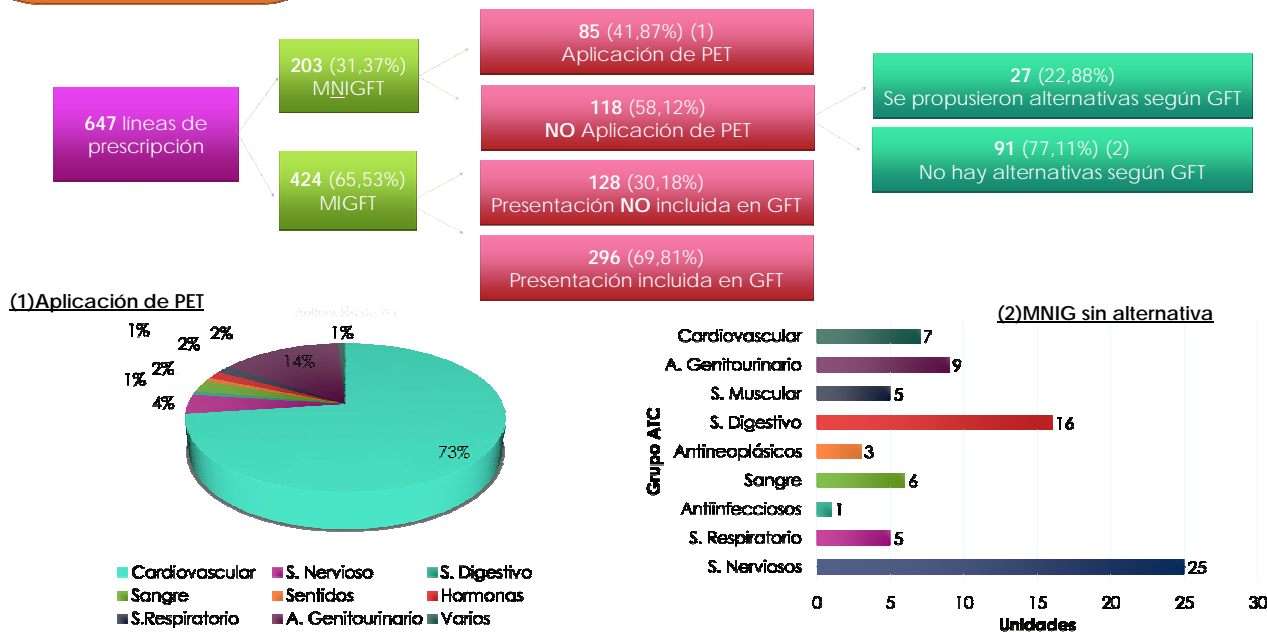 647 líneas de
prescripción
203 (31,37%)
MNIGFT
424 (65,53%)
MIGFT
85 (41,87%) (1)
Aplicación de PET
118 (58,12%)
NO Aplicación de PET
128 (30,18%)
Presentación NO incluida en GFT
296 (69,81%)
Presentación incluida en GFT
27 (22,88%)
Se propusieron alternativas según GFT
91 (77,11%) (2)
No hay alternativas según GFT
(1)Aplicación de PET
Aplicación de PET
1%
2%
2%
1%
2%
1%
4%
14%
73%
Cardiovascular
S. Nervioso
S. Digestivo
Sangre
Sentidos
Hormonas
S.Respiratorio
A. Genitourinario
Varios
(2)MNIG sin alternativa
Grupo ATC
Cardiovascular 7
A. Genitourinario 9
S. Muscular 5
S. Digestivo 16
Antineoplásicos 3
Sangre 6
Antiinfecciosos 1
S. Respiratorio 5
S. Nerviosos 25
0 5 10 15 20 25 30
Unidades